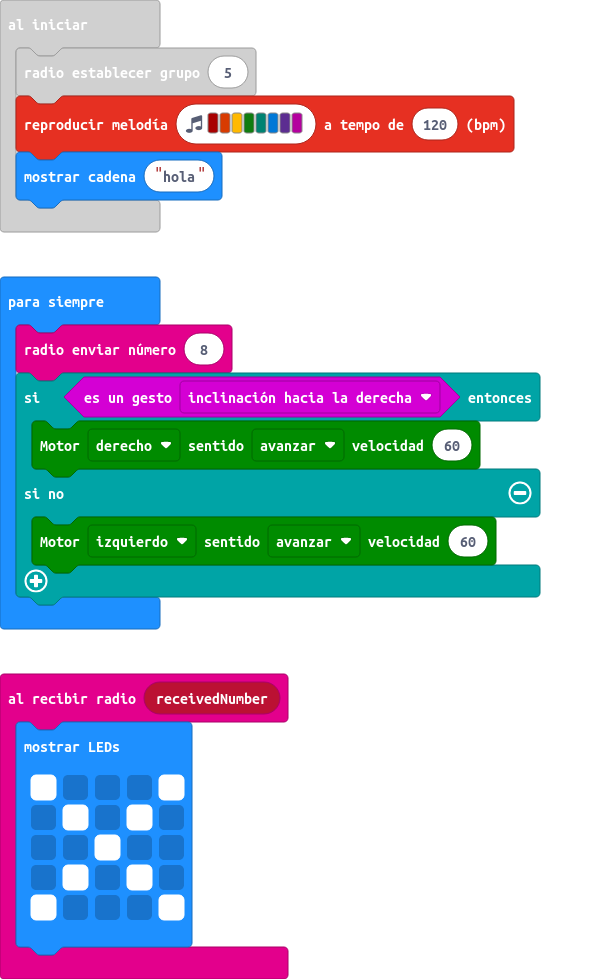 al iniciar
radio establecer grupo 5
reproducir melodía a tempo de 120 (bpm)
mostrar cadena "hola"
para siempre
radio enviar número 8
si es un gesto inclinación hacia la derecha entonces
Motor derecho sentido avanzar velocidad 60
si no
Motor izquierdo sentido avanzar velocidad 60
al recibir radio receivedNumber
mostrar LEDs